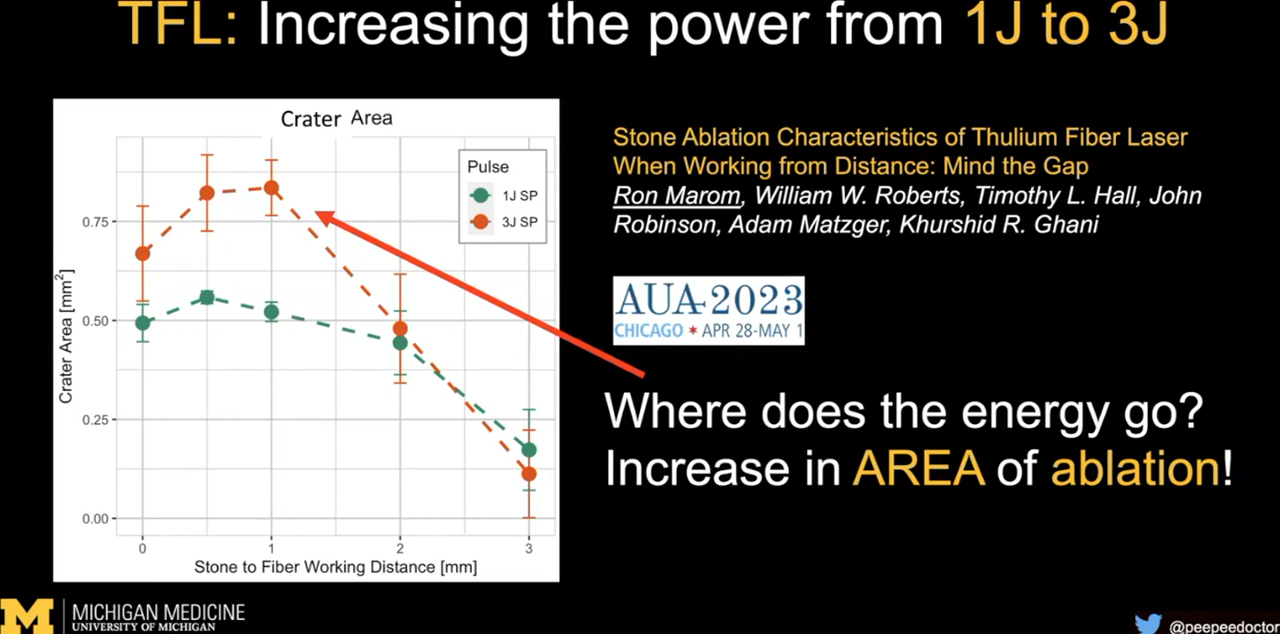 TFL: Increasing the power from 1J to 3J
Crater Area
Pulse
1J SP
3J SP
0.75
0.50
0.25
0.00
Crater Area [mm²]
0 1 2 3
Stone to Fiber Working Distance [mm]
Stone Ablation Characteristics of Thulium Fiber Laser
When Working from Distance: Mind the Gap
Ron Marom, William W. Roberts, Timothy L. Hall, John
Robinson, Adam Matzger, Khurshid R. Ghani
AUA2023
CHICAGO ✶ APR 28-MAY 1
Where does the energy go?
Increase in AREA of ablation!
M
MICHIGAN MEDICINE
UNIVERSITY OF MICHIGAN
@peepeedoctor